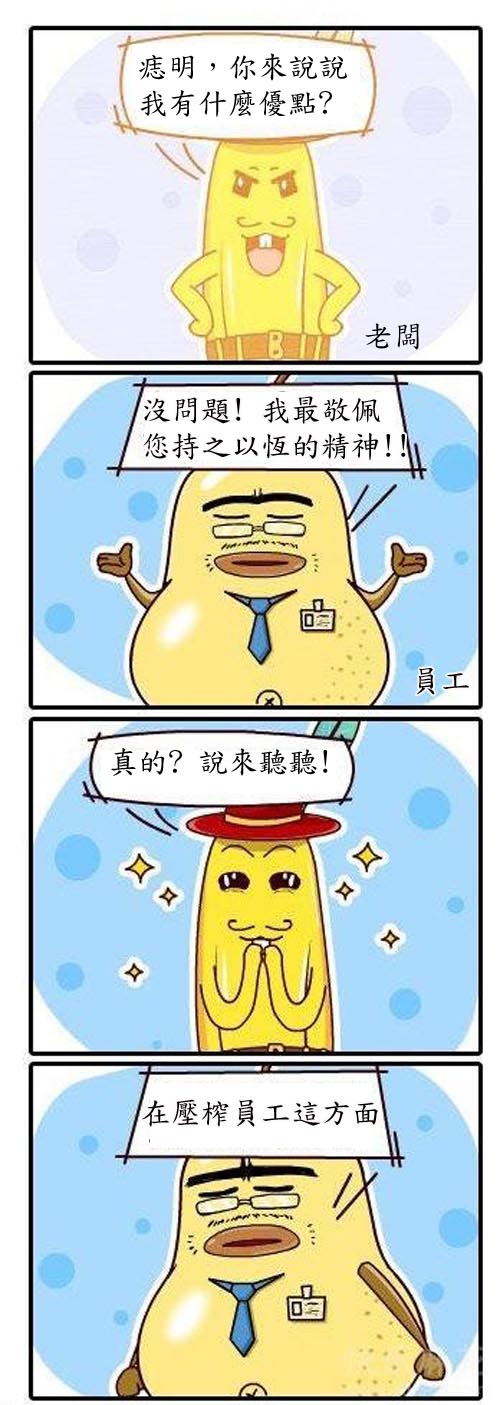 痣明，你來說說
我有什麼優點？
老闆
沒問題！我最敬佩
您持之以恆的精神！！
員工
真的？說來聽聽！
在壓榨員工這方面